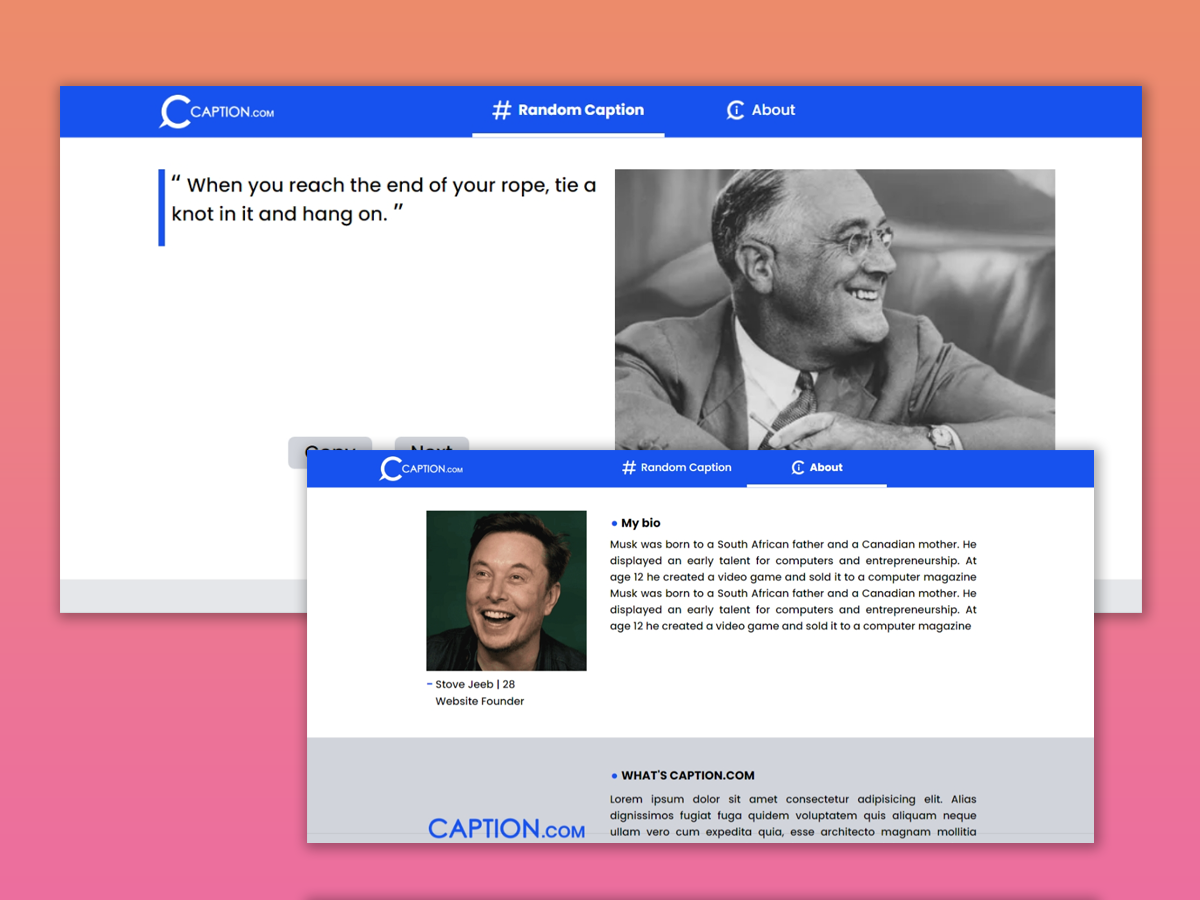 CCAPTION.COM
# Random Caption
About
“ When you reach the end of your rope, tie a
knot in it and hang on. ”
Copy
Next
CCAPTION.COM
# Random Caption
About
• My bio
Musk was born to a South African father and a Canadian mother. He
displayed an early talent for computers and entrepreneurship. At
age 12 he created a video game and sold it to a computer magazine
Musk was born to a South African father and a Canadian mother. He
displayed an early talent for computers and entrepreneurship. At
age 12 he created a video game and sold it to a computer magazine
– Stove Jeeb | 28
Website Founder
• WHAT'S CAPTION.COM
Lorem ipsum dolor sit amet consectetur adipisicing elit. Alias
dignissimos fugiat fuga quidem voluptatem quis aliquam neque
ullam vero cum expedita quia, esse architecto magnam mollitia
CAPTION.COM